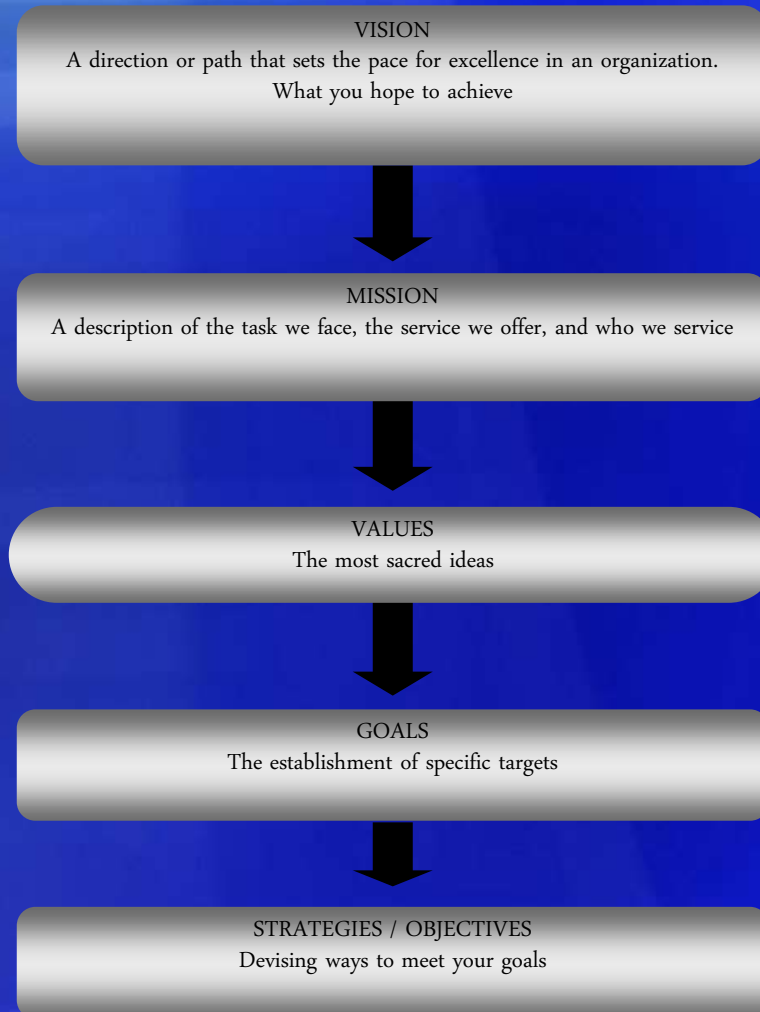 VISION
A direction or path that sets the pace for excellence in an organization.
What you hope to achieve
MISSION
A description of the task we face, the service we offer, and who we service
VALUES
The most sacred ideas
GOALS
The establishment of specific targets
STRATEGIES / OBJECTIVES
Devising ways to meet your goals